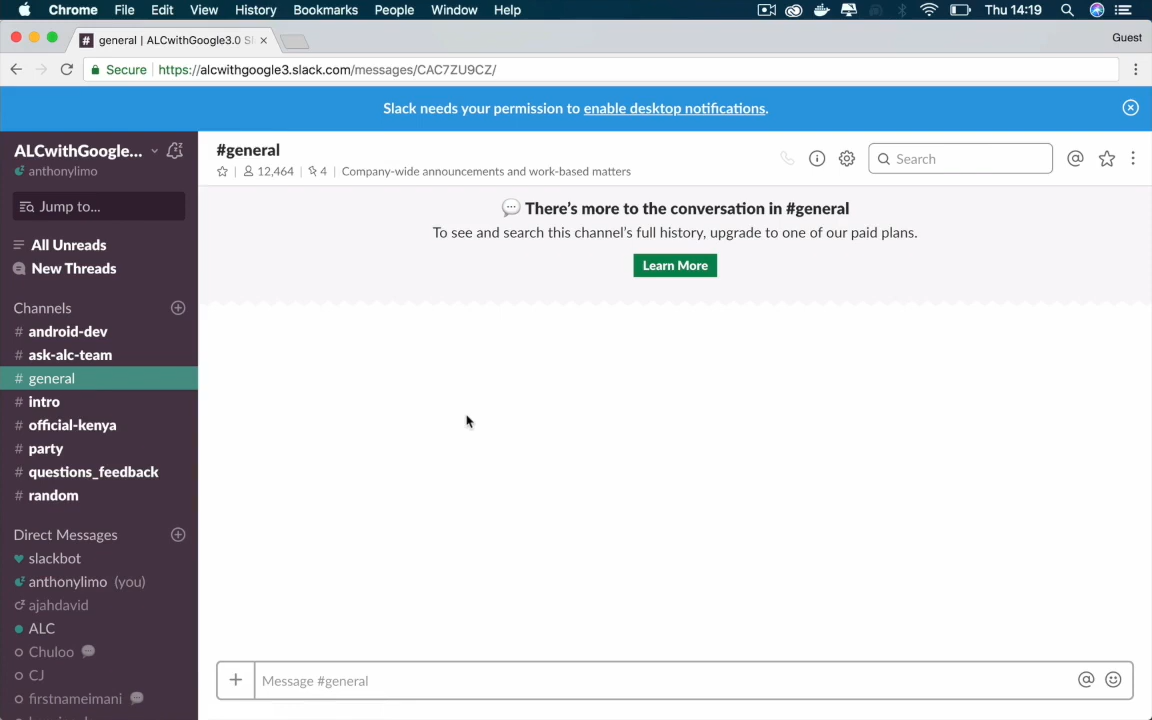 Chrome File Edit View History Bookmarks People Window Help Thu 14:19
# general | ALCwithGoogle3.0 Guest
Secure https://alcwithgoogle3.slack.com/messages/CAC7ZU9CZ/
Slack needs your permission to enable desktop notifications.
ALCwithGoogle...
anthonylimo
Jump to...
All Unreads
New Threads
Channels
# android-dev
# ask-alc-team
# general
# intro
# official-kenya
# party
# questions_feedback
# random
Direct Messages
slackbot
anthonylimo (you)
ajahdavid
ALC
Chuloo
CJ
firstnameimani
#general
12,464 | 4 | Company-wide announcements and work-based matters
Search
There's more to the conversation in #general
To see and search this channel's full history, upgrade to one of our paid plans.
Learn More
Message #general